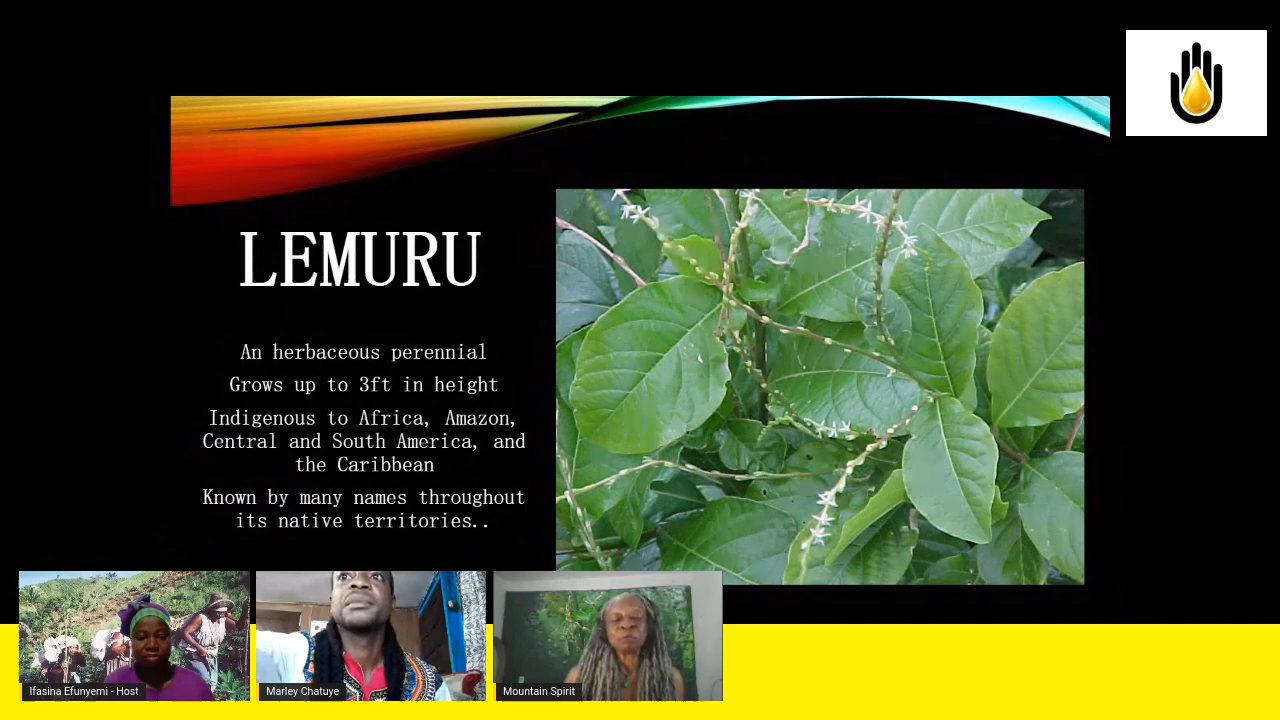 LEMURU
An herbaceous perennial
Grows up to 3ft in height
Indigenous to Africa, Amazon,
Central and South America, and
the Caribbean
Known by many names throughout
its native territories..
Ifasina Efunyemi - Host
Marley Chatuye
Mountain Spirit